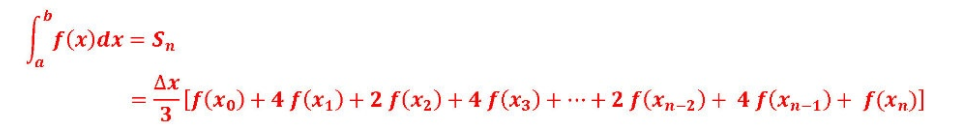 ∫_a^b f(x)dx = S_n
= Δx/3 [f(x_0) + 4 f(x_1) + 2 f(x_2) + 4 f(x_3) + ⋯ + 2 f(x_{n−2}) + 4 f(x_{n−1}) + f(x_n)]